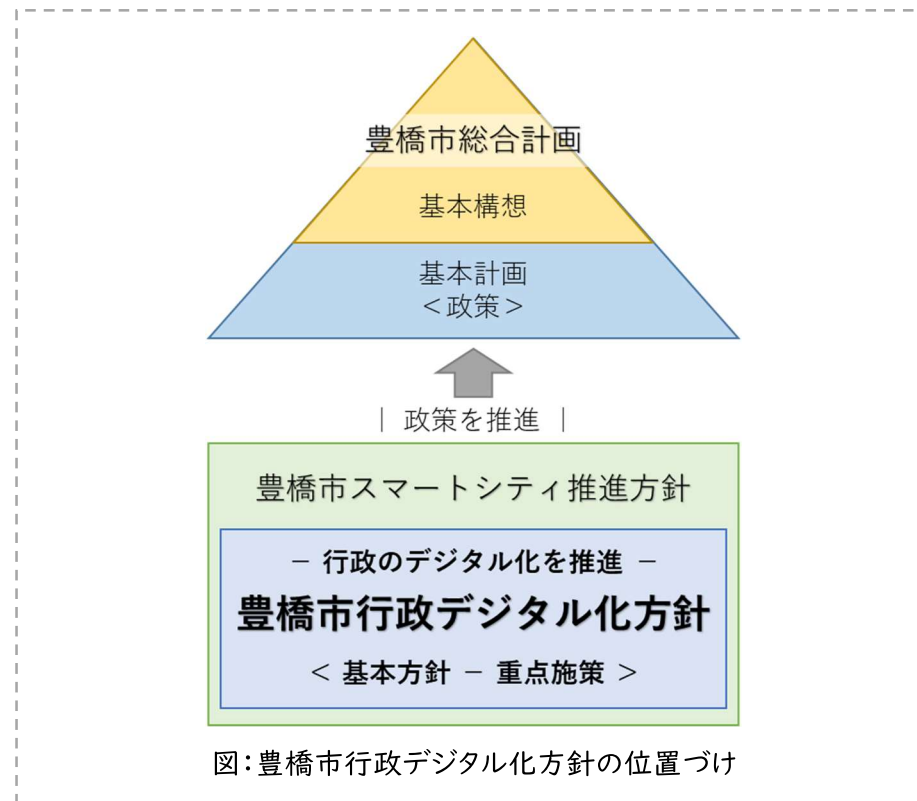 豊橋市総合計画
基本構想
基本計画
＜政策＞
｜ 政策を推進 ｜
豊橋市スマートシティ推進方針
－ 行政のデジタル化を推進 －
豊橋市行政デジタル化方針
＜ 基本方針 － 重点施策 ＞
図：豊橋市行政デジタル化方針の位置づけ